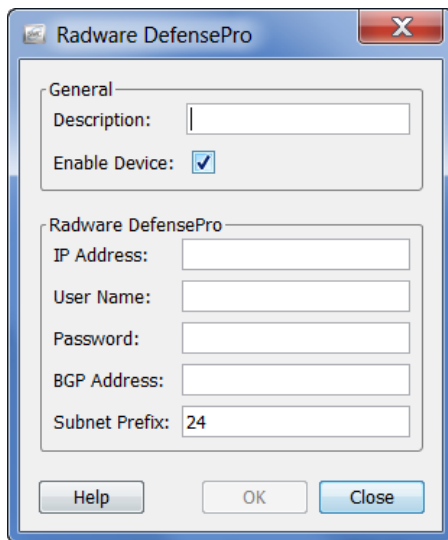 Radware DefensePro
General
Description:
Enable Device:
Radware DefensePro
IP Address:
User Name:
Password:
BGP Address:
Subnet Prefix: 24
Help OK Close